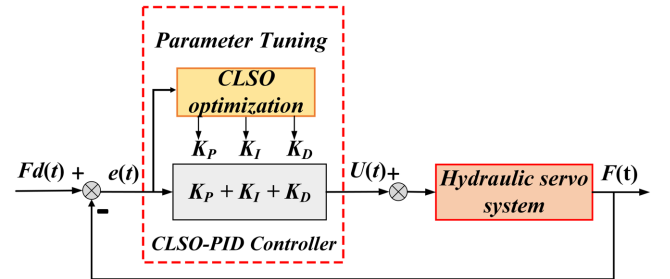 Parameter Tuning
CLSO
optimization
K_P K_I K_D
Fd(t) + e(t) U(t) + F(t)
-
K_P + K_I + K_D
Hydraulic servo
system
CLSO-PID Controller